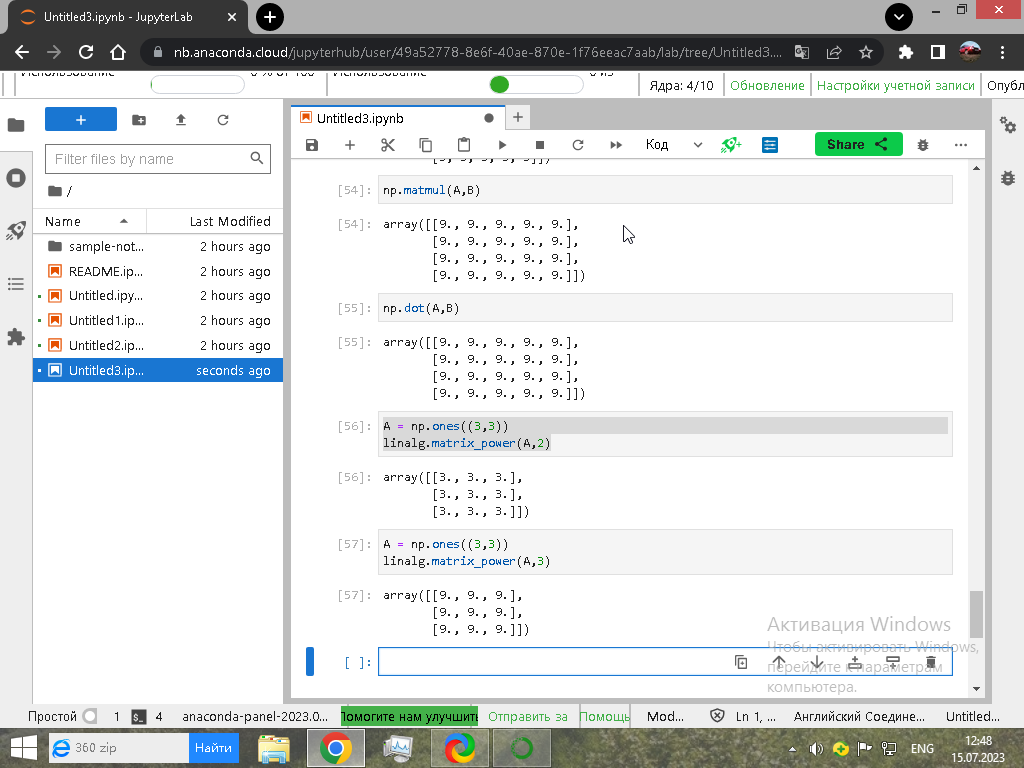 Untitled3.ipynb - JupyterLab
nb.anaconda.cloud/jupyterhub/user/49a52778-8e6f-40ae-870e-1f76eeac7aab/lab/tree/Untitled3....
Использование 0 % от 100 Использование 0 из
Ядра: 4/10 Обновление Настройки учетной записи Опубл
Untitled3.ipynb
Код Share
Filter files by name
/
Name Last Modified
sample-not... 2 hours ago
README.ip... 2 hours ago
Untitled.ipy... 2 hours ago
Untitled1.ip... 2 hours ago
Untitled2.ip... 2 hours ago
Untitled3.ip... seconds ago
[54]: np.matmul(A,B)
[54]: array([[9., 9., 9., 9., 9.],
[9., 9., 9., 9., 9.],
[9., 9., 9., 9., 9.],
[9., 9., 9., 9., 9.]])
[55]: np.dot(A,B)
[55]: array([[9., 9., 9., 9., 9.],
[9., 9., 9., 9., 9.],
[9., 9., 9., 9., 9.],
[9., 9., 9., 9., 9.]])
[56]: A = np.ones((3,3))
linalg.matrix_power(A,2)
[56]: array([[3., 3., 3.],
[3., 3., 3.],
[3., 3., 3.]])
[57]: A = np.ones((3,3))
linalg.matrix_power(A,3)
[57]: array([[9., 9., 9.],
[9., 9., 9.],
[9., 9., 9.]])
[ ]:
Активация Windows
Чтобы активировать Windows,
перейдите к параметрам
компьютера.
Простой 1 $_ 4 anaconda-panel-2023.0... Помогите нам улучшить Отправить за Помощь Mod... Ln 1, ... Английский Соедине... Untitled...
360 zip Найти
ENG 12:48
15.07.2023